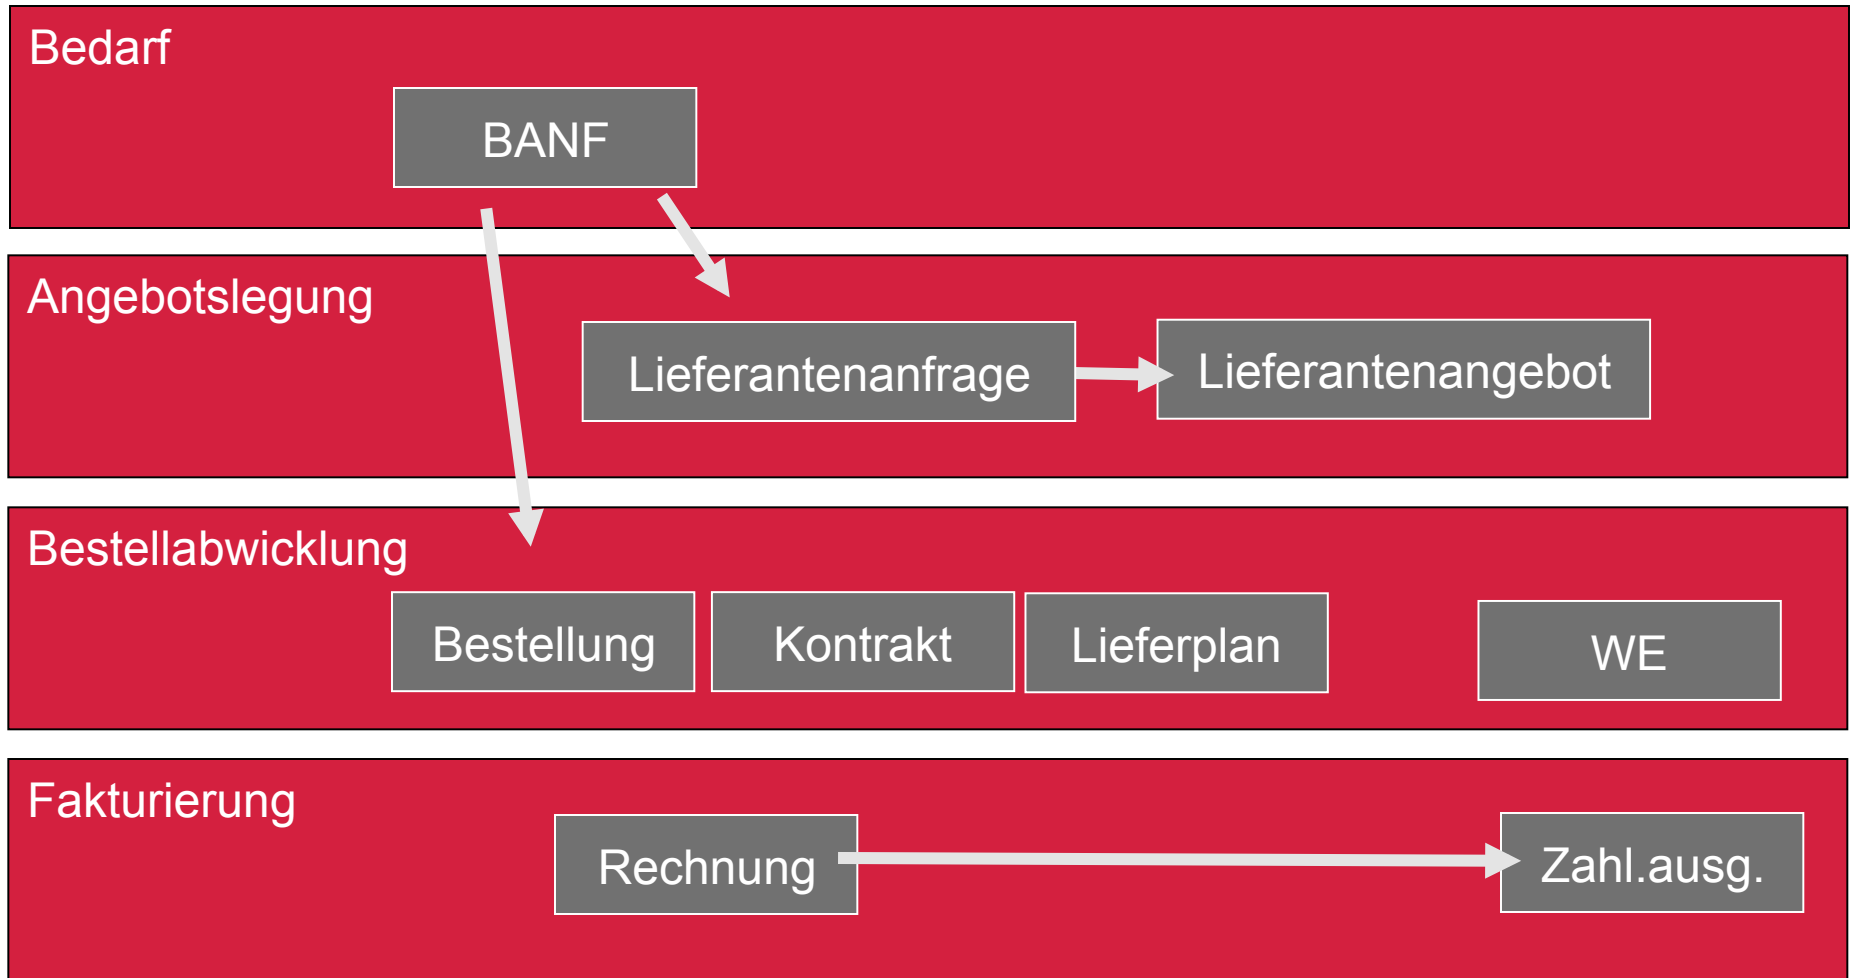 Bedarf
BANF
Angebotslegung
Lieferantenanfrage
Lieferantenangebot
Bestellabwicklung
Bestellung
Kontrakt
Lieferplan
WE
Fakturierung
Rechnung
Zahl.ausg.